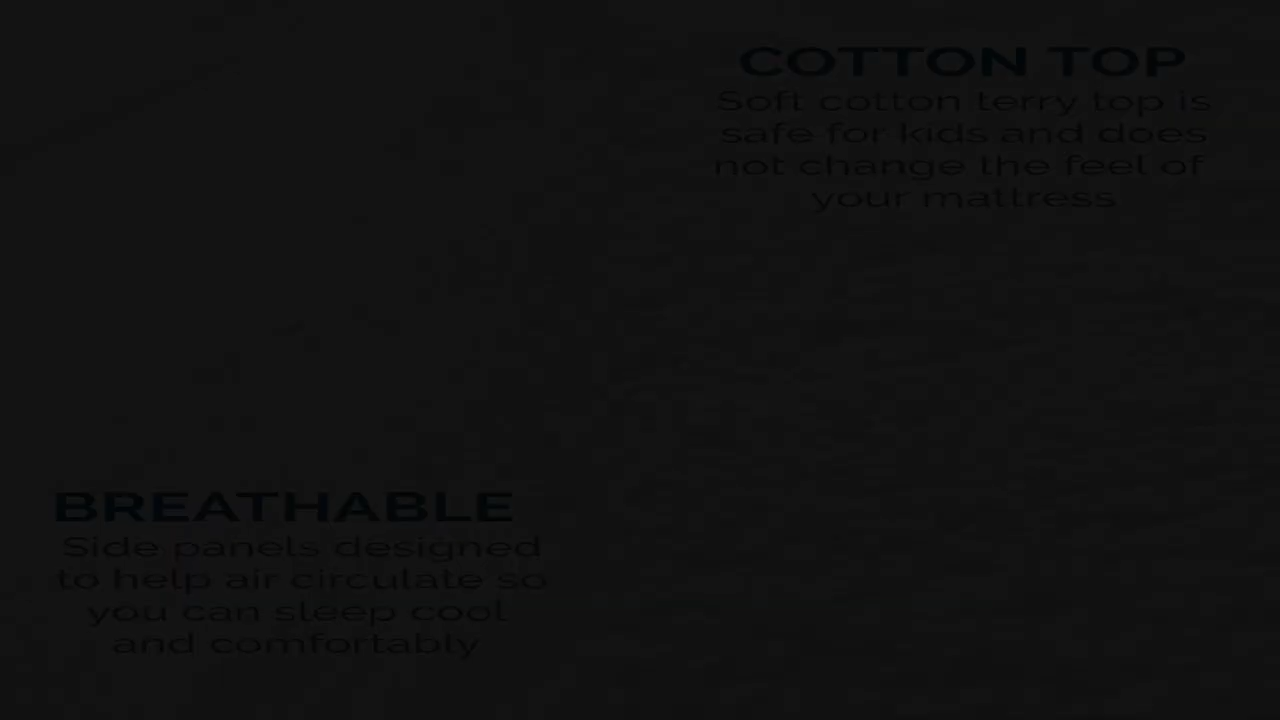 COTTON TOP
Soft cotton terry top is
safe for kids and does
not change the feel of
your mattress
BREATHABLE
Side panels designed
to help air circulate so
you can sleep cool
and comfortably